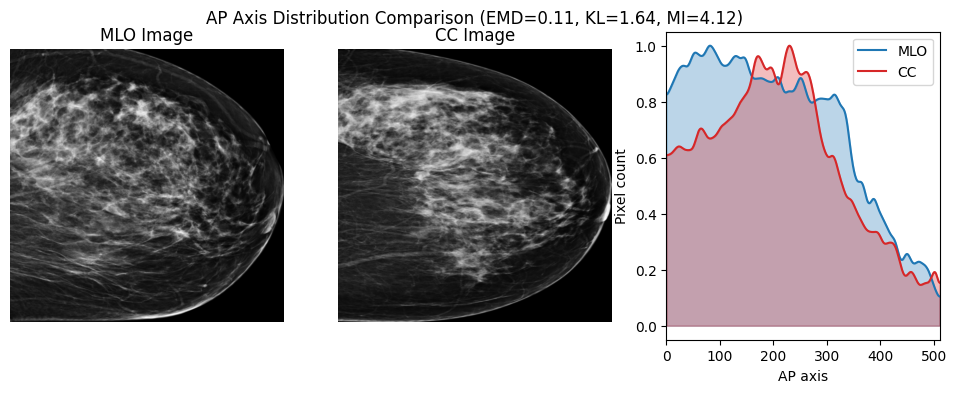 AP Axis Distribution Comparison (EMD=0.11, KL=1.64, MI=4.12)
MLO Image
CC Image
MLO
CC
Pixel count
1.0
0.8
0.6
0.4
0.2
0.0
0 100 200 300 400 500
AP axis